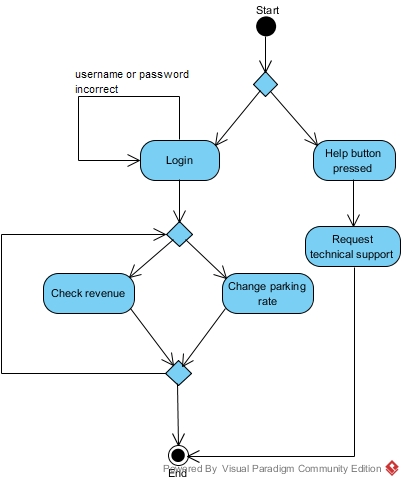 Start
username or password
incorrect
Login
Help button
pressed
Request
technical support
Check revenue
Change parking
rate
Powered By Visual Paradigm Community Edition
End